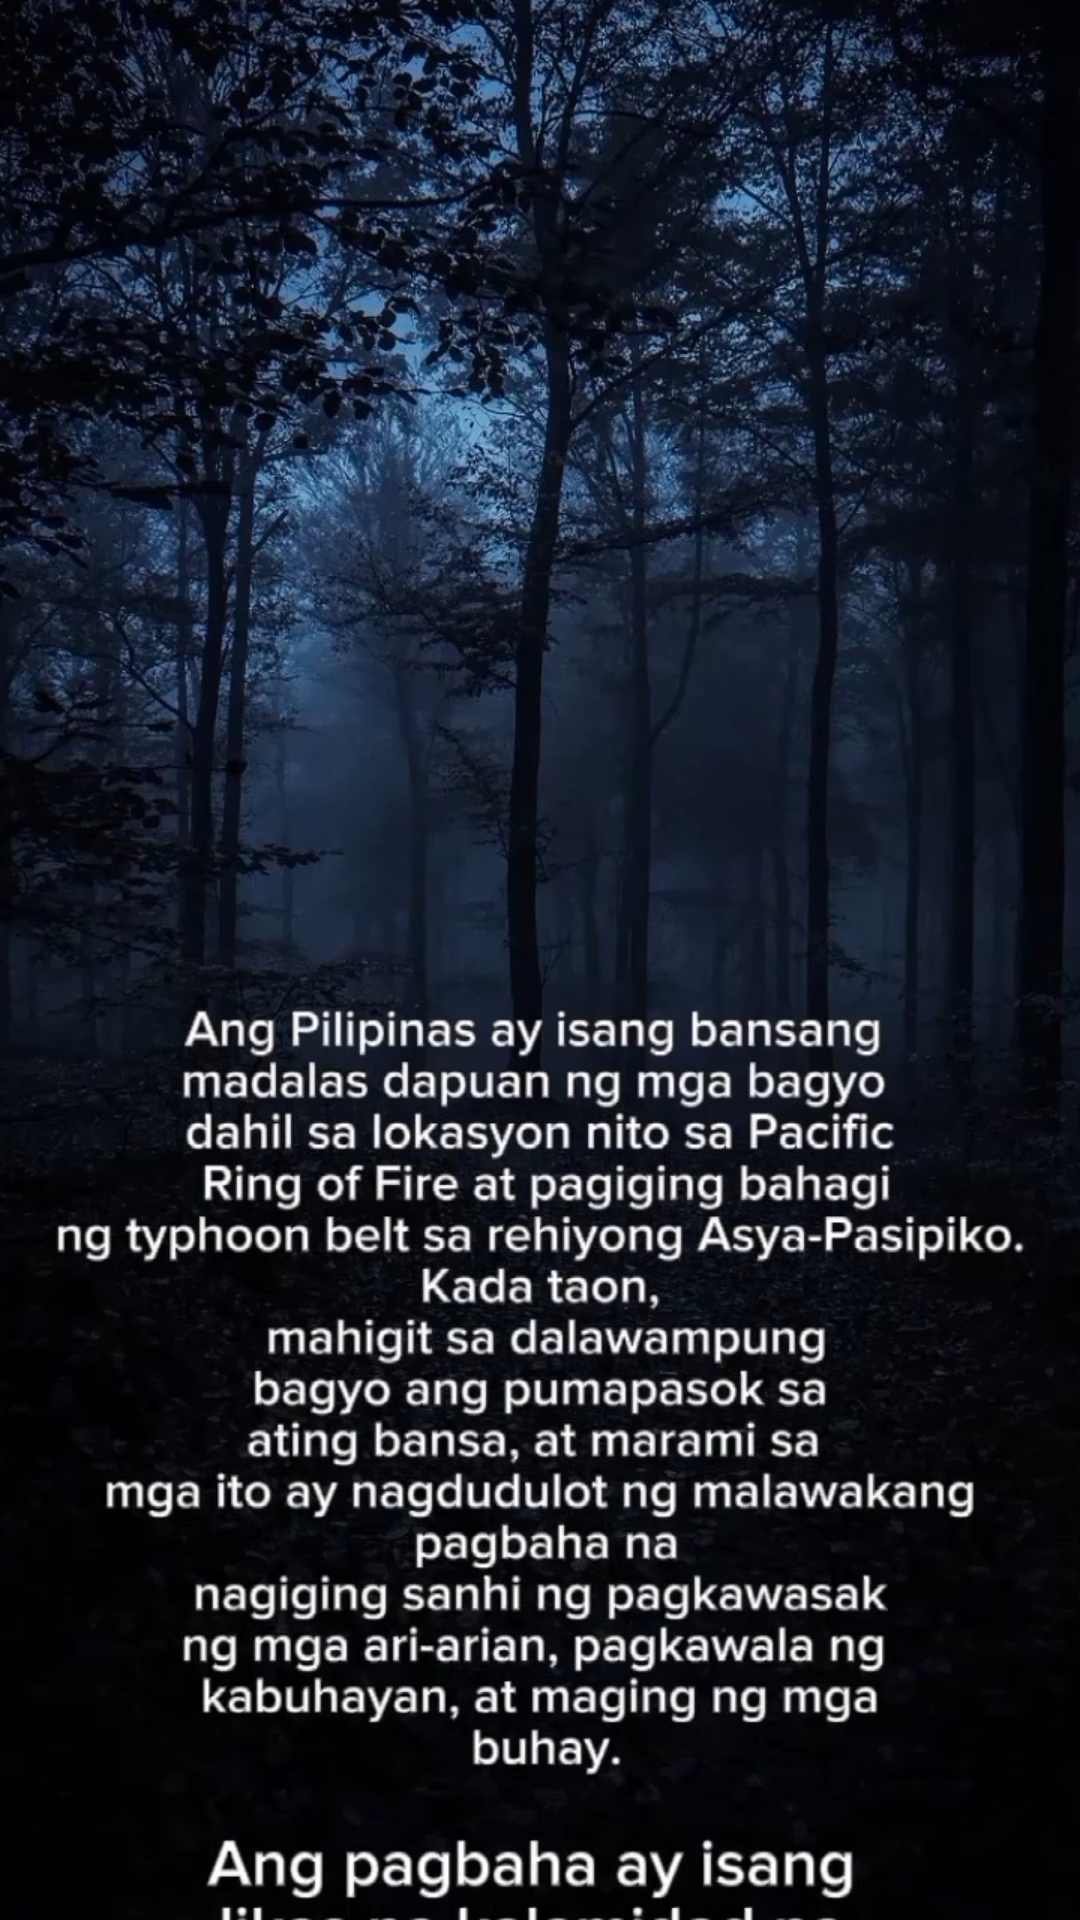 Ang Pilipinas ay isang bansang
madalas dapuan ng mga bagyo
dahil sa lokasyon nito sa Pacific
Ring of Fire at pagiging bahagi
ng typhoon belt sa rehiyong Asya-Pasipiko.
Kada taon,
mahigit sa dalawampung
bagyo ang pumapasok sa
ating bansa, at marami sa
mga ito ay nagdudulot ng malawakang
pagbaha na
nagiging sanhi ng pagkawasak
ng mga ari-arian, pagkawala ng
kabuhayan, at maging ng mga
buhay.
Ang pagbaha ay isang